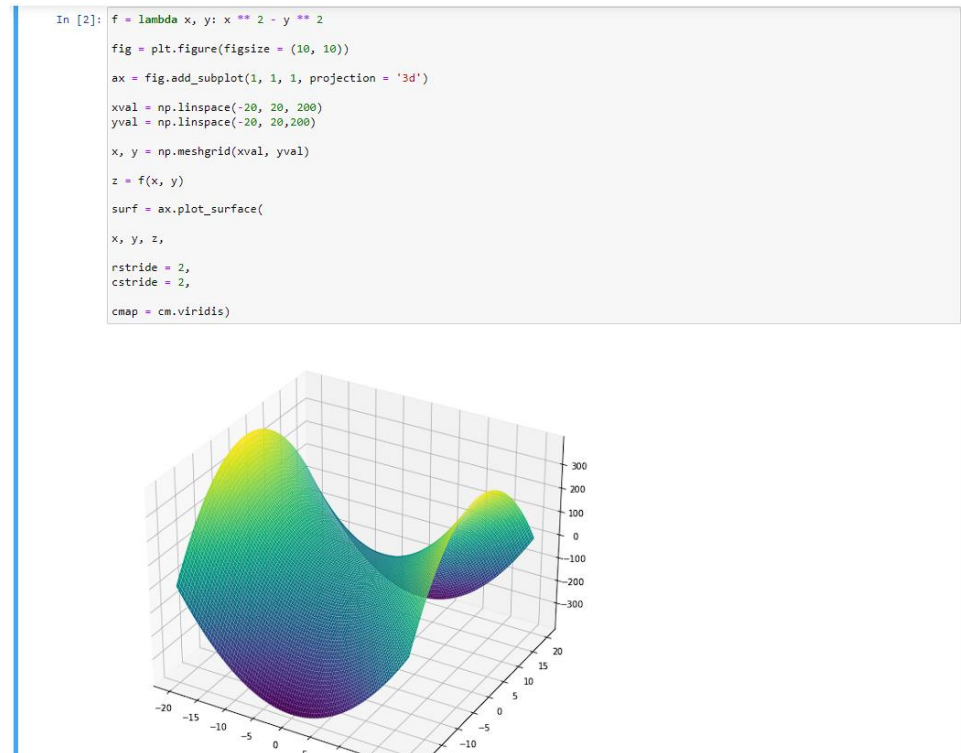 In [2]: f = lambda x, y: x ** 2 - y ** 2
fig = plt.figure(figsize = (10, 10))
ax = fig.add_subplot(1, 1, 1, projection = '3d')
xval = np.linspace(-20, 20, 200)
yval = np.linspace(-20, 20,200)
x, y = np.meshgrid(xval, yval)
z = f(x, y)
surf = ax.plot_surface(
x, y, z,
rstride = 2,
cstride = 2,
cmap = cm.viridis)
300
200
100
0
−100
−200
−300
20
15
10
5
0
−5
−10
−20
−15
−10
−5
0